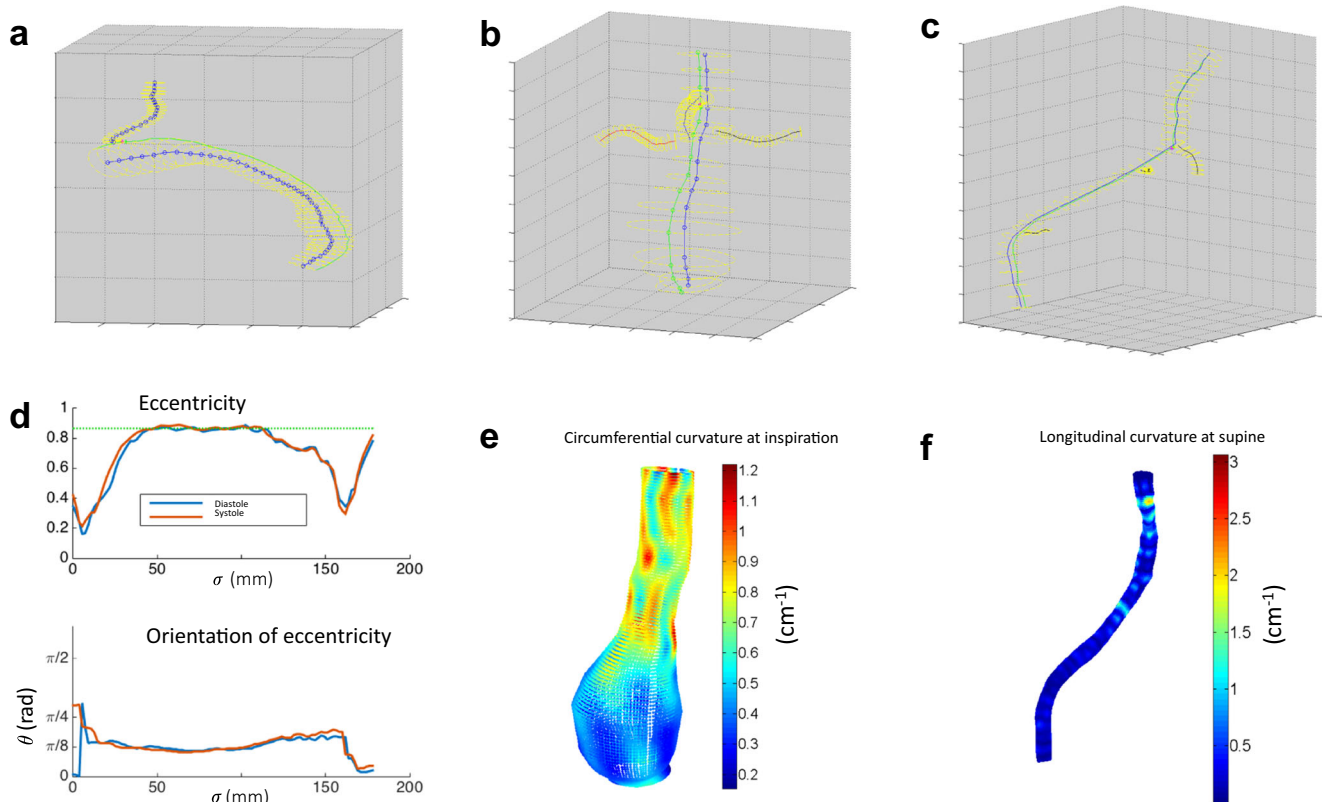 a
b
c
d
Eccentricity
1
0.8
0.6
0.4
0.2
0
Diastole
Systole
0 50 100 150 200
σ (mm)
Orientation of eccentricity
θ (rad)
π/2
π/4
π/8
0
0 50 100 150 200
σ (mm)
e
Circumferential curvature at inspiration
1.2
1.1
1
0.9
0.8
0.7
0.6
0.5
0.4
0.3
0.2
(cm⁻¹)
f
Longitudinal curvature at supine
3
2.5
2
1.5
1
0.5
(cm⁻¹)